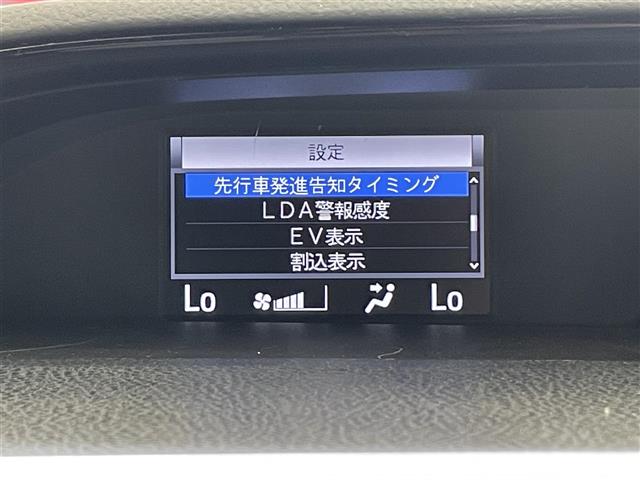 設定
先行車発進告知タイミング
ＬＤＡ警報感度
ＥＶ表示
割込表示
Lo Lo